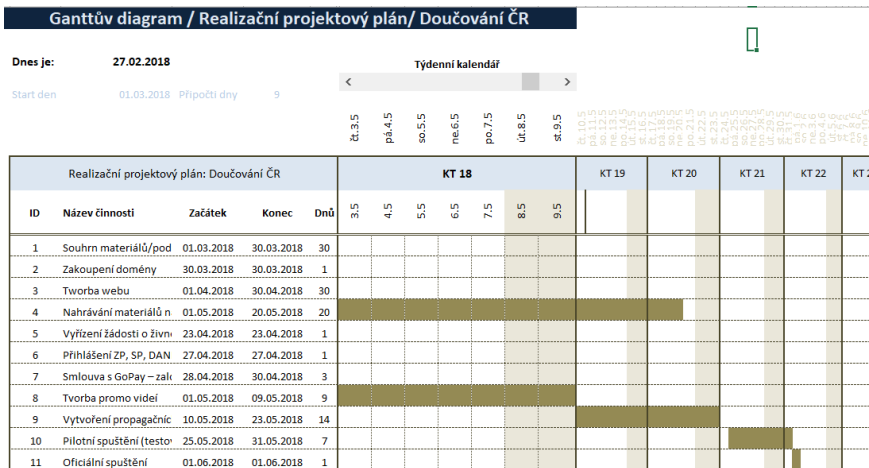 Ganttův diagram / Realizační projektový plán/ Doučování ČR
Dnes je: 27.02.2018
Týdenní kalendář
Start den 01.03.2018 Připočti dny 9
čt.3.5 pá.4.5 so.5.5 ne.6.5 po.7.5 út.8.5 st.9.5
Realizační projektový plán: Doučování ČR KT 18 KT 19 KT 20 KT 21 KT 22
ID Název činnosti Začátek Konec Dnů 3.5 4.5 5.5 6.5 7.5 8.5 9.5
1 Souhrn materiálů/pod 01.03.2018 30.03.2018 30
2 Zakoupení domény 30.03.2018 30.03.2018 1
3 Tworba webu 01.04.2018 30.04.2018 30
4 Nahrávání materiálů n 01.05.2018 20.05.2018 20
5 Vyřízení žádosti o živn 23.04.2018 23.04.2018 1
6 Přihlášení ZP, SP, DAN 27.04.2018 27.04.2018 1
7 Smlouva s GoPay – zalo 28.04.2018 30.04.2018 3
8 Tvorba promo videí 01.05.2018 09.05.2018 9
9 Vytvoření propagačníc 10.05.2018 23.05.2018 14
10 Pilotní spuštění (testov 25.05.2018 31.05.2018 7
11 Oficiální spuštění 01.06.2018 01.06.2018 1